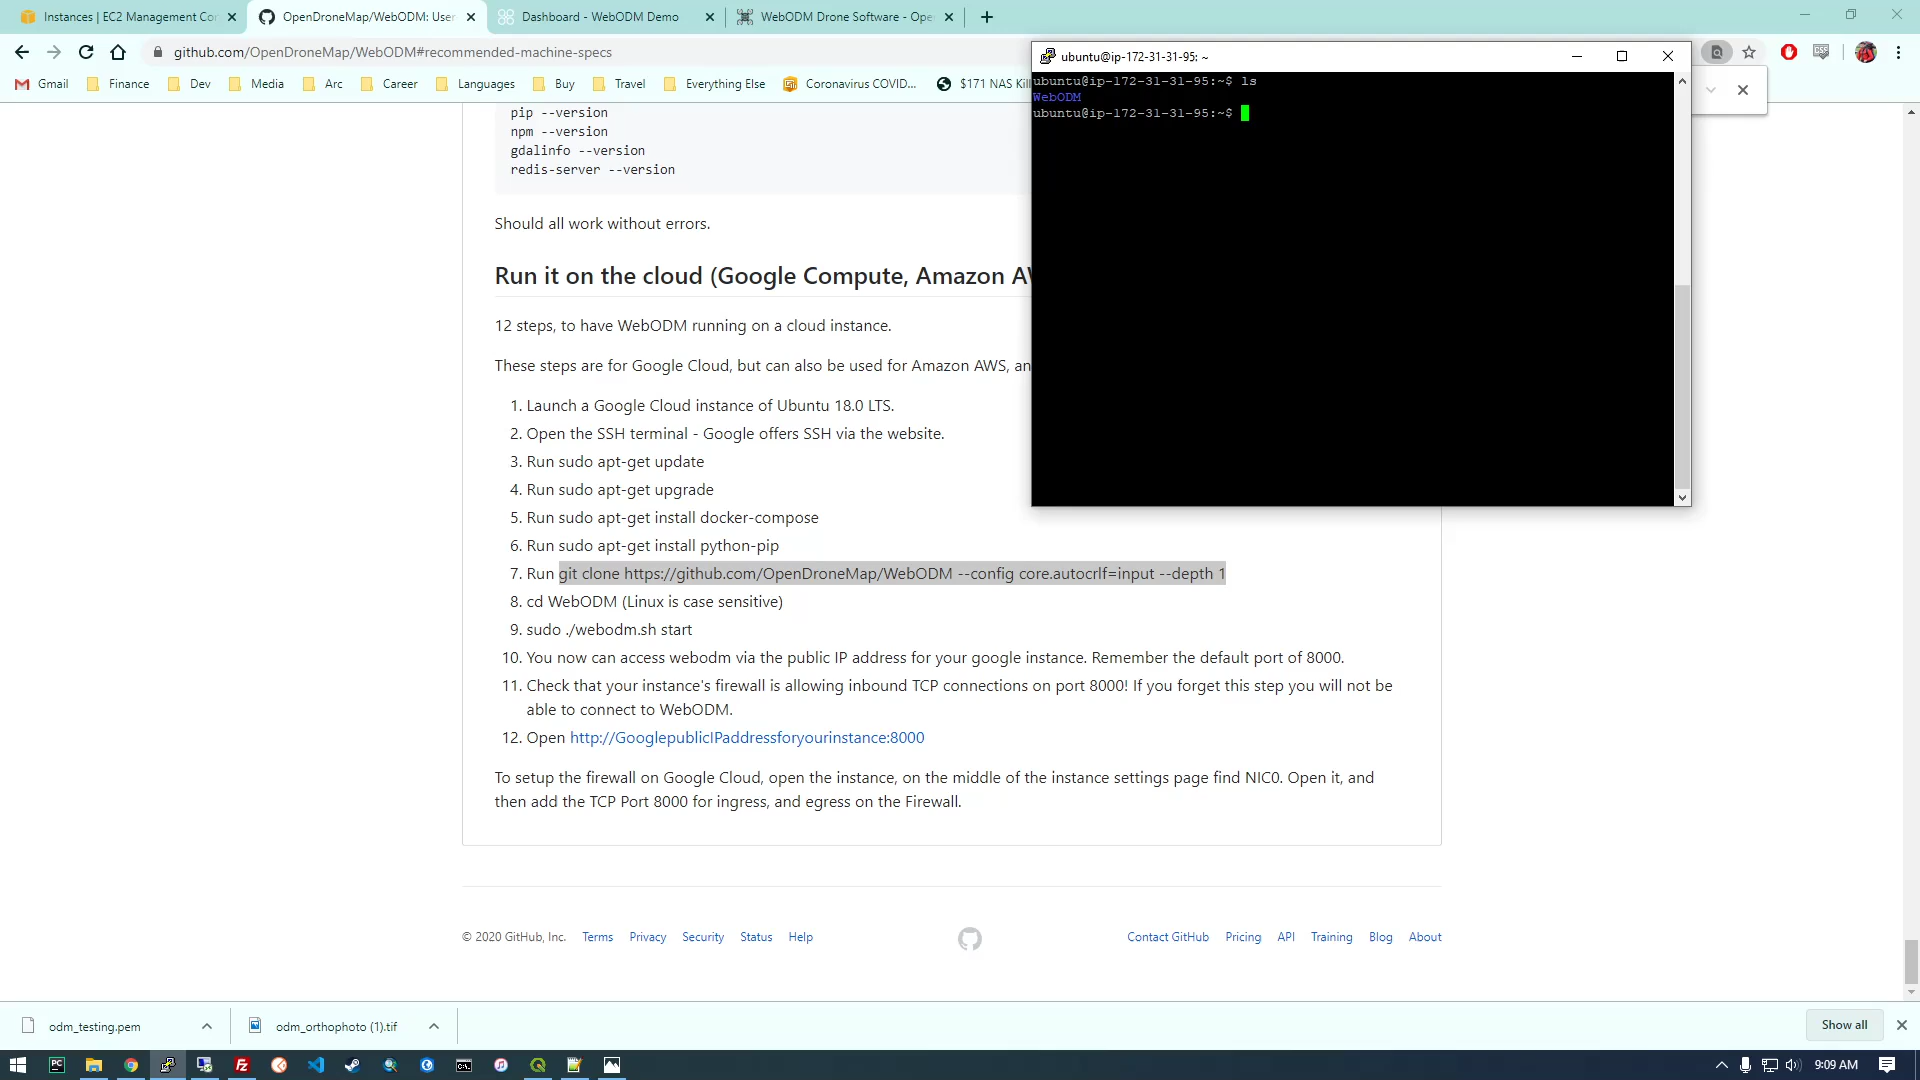 Instances | EC2 Management Con
OpenDroneMap/WebODM: User
Dashboard - WebODM Demo
WebODM Drone Software - Open
github.com/OpenDroneMap/WebODM#recommended-machine-specs
Gmail
Finance
Dev
Media
Arc
Career
Languages
Buy
Travel
Everything Else
Coronavirus COVID...
$171 NAS Kil
ubuntu@ip-172-31-31-95: ~
ubuntu@ip-172-31-31-95:~$ ls
WebODM
ubuntu@ip-172-31-31-95:~$
pip --version
npm --version
gdalinfo --version
redis-server --version
Should all work without errors.
Run it on the cloud (Google Compute, Amazon AW
12 steps, to have WebODM running on a cloud instance.
These steps are for Google Cloud, but can also be used for Amazon AWS, an
1. Launch a Google Cloud instance of Ubuntu 18.0 LTS.
2. Open the SSH terminal - Google offers SSH via the website.
3. Run sudo apt-get update
4. Run sudo apt-get upgrade
5. Run sudo apt-get install docker-compose
6. Run sudo apt-get install python-pip
7. Run git clone https://github.com/OpenDroneMap/WebODM --config core.autocrlf=input --depth 1
8. cd WebODM (Linux is case sensitive)
9. sudo ./webodm.sh start
10. You now can access webodm via the public IP address for your google instance. Remember the default port of 8000.
11. Check that your instance's firewall is allowing inbound TCP connections on port 8000! If you forget this step you will not be
able to connect to WebODM.
12. Open http://GooglepublicIPaddressforyourinstance:8000
To setup the firewall on Google Cloud, open the instance, on the middle of the instance settings page find NIC0. Open it, and
then add the TCP Port 8000 for ingress, and egress on the Firewall.
© 2020 GitHub, Inc.
Terms
Privacy
Security
Status
Help
Contact GitHub
Pricing
API
Training
Blog
About
odm_testing.pem
odm_orthophoto (1).tif
Show all
9:09 AM